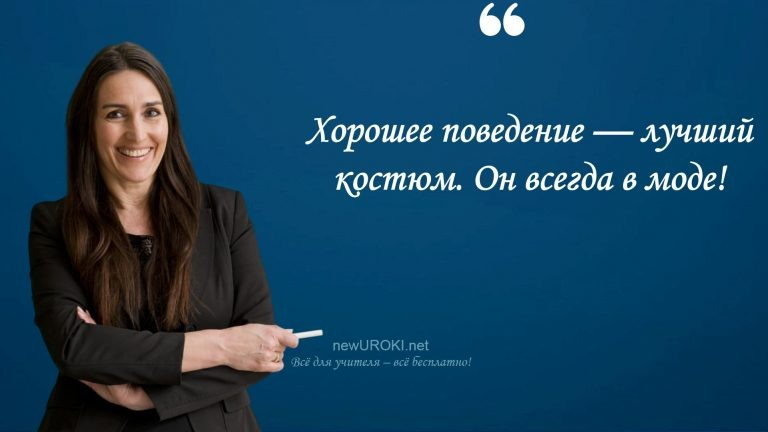 Хорошее поведение — лучший
костюм. Он всегда в моде!
newUROKI.net
Всё для учителя – всё бесплатно!